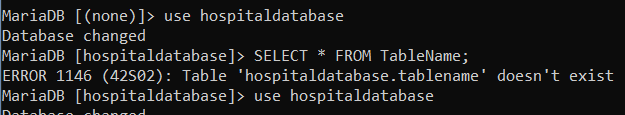 MariaDB [(none)]> use hospitaldatabase
Database changed
MariaDB [hospitaldatabase]> SELECT * FROM TableName;
ERROR 1146 (42S02): Table 'hospitaldatabase.tablename' doesn't exist
MariaDB [hospitaldatabase]> use hospitaldatabase
Database changed